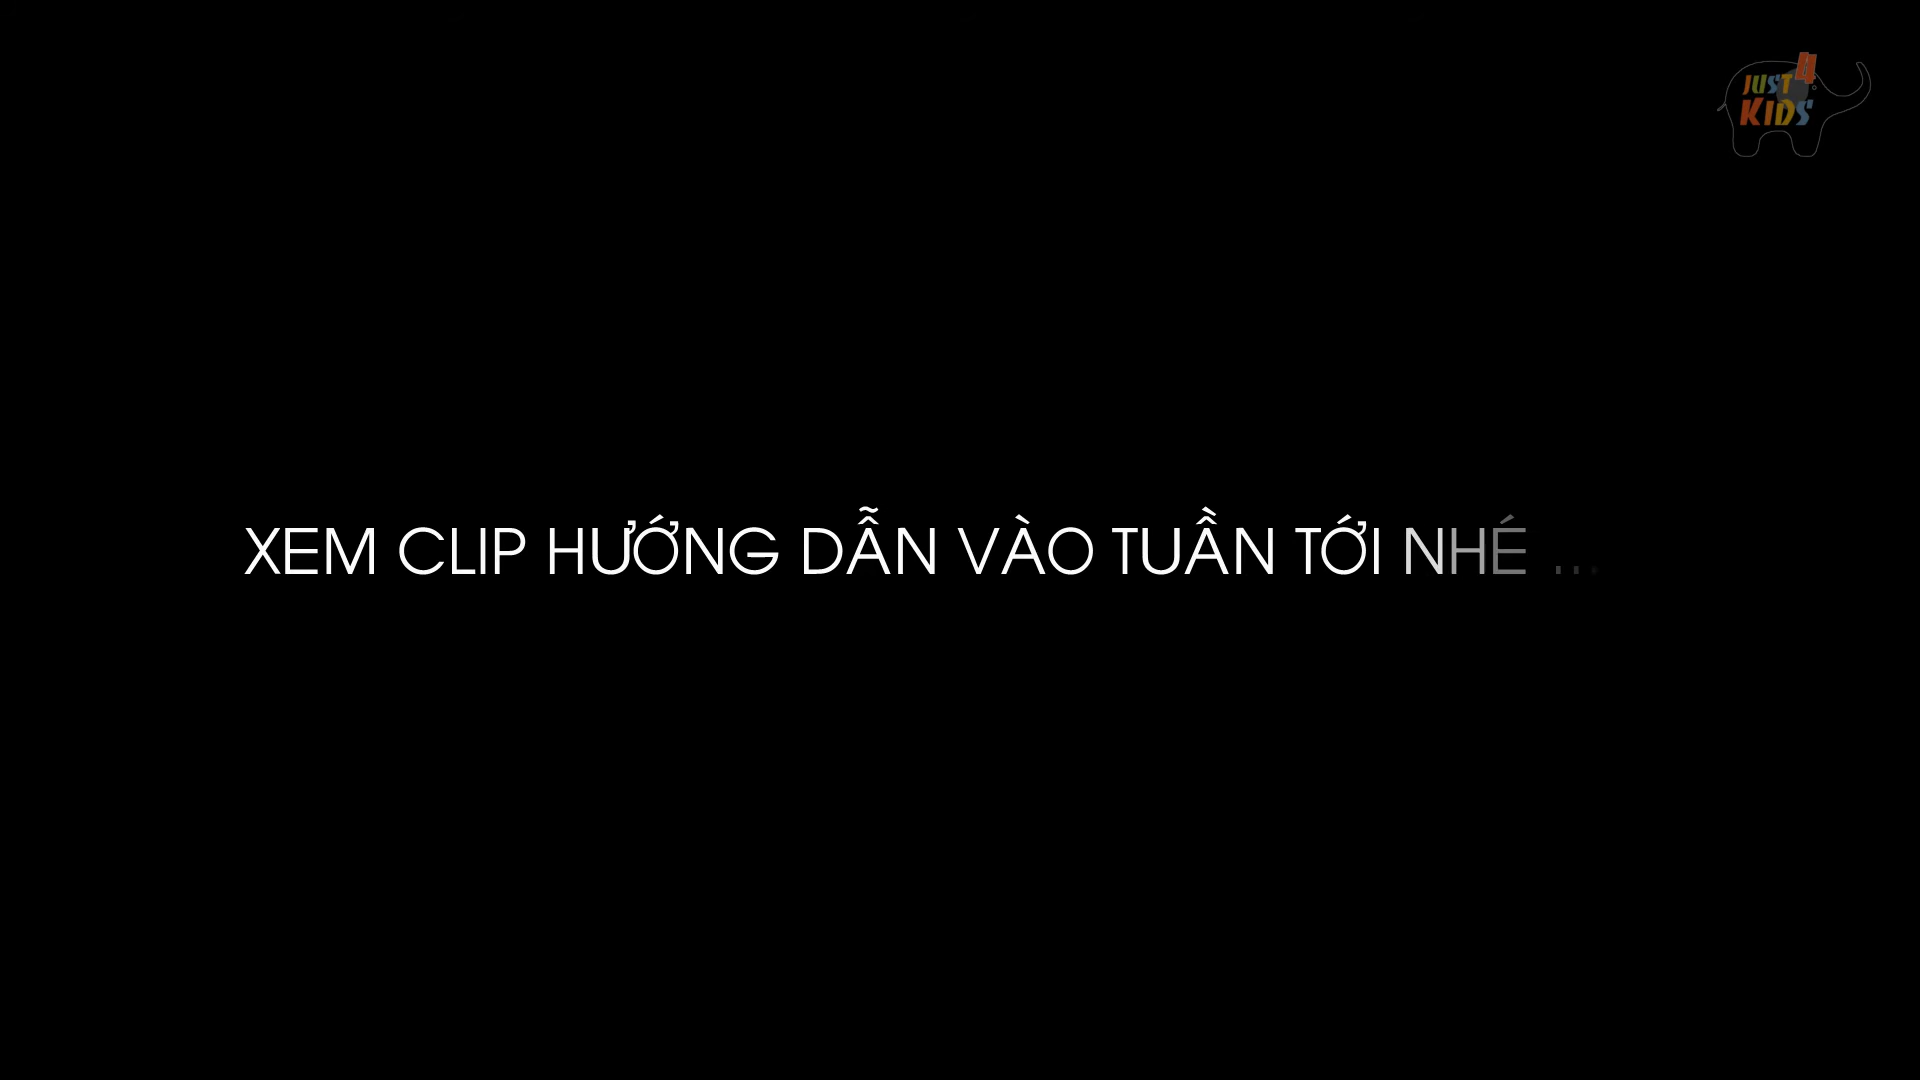 JUST 4
KIDS
XEM CLIP HƯỚNG DẪN VÀO TUẦN TỚI NHÉ ...